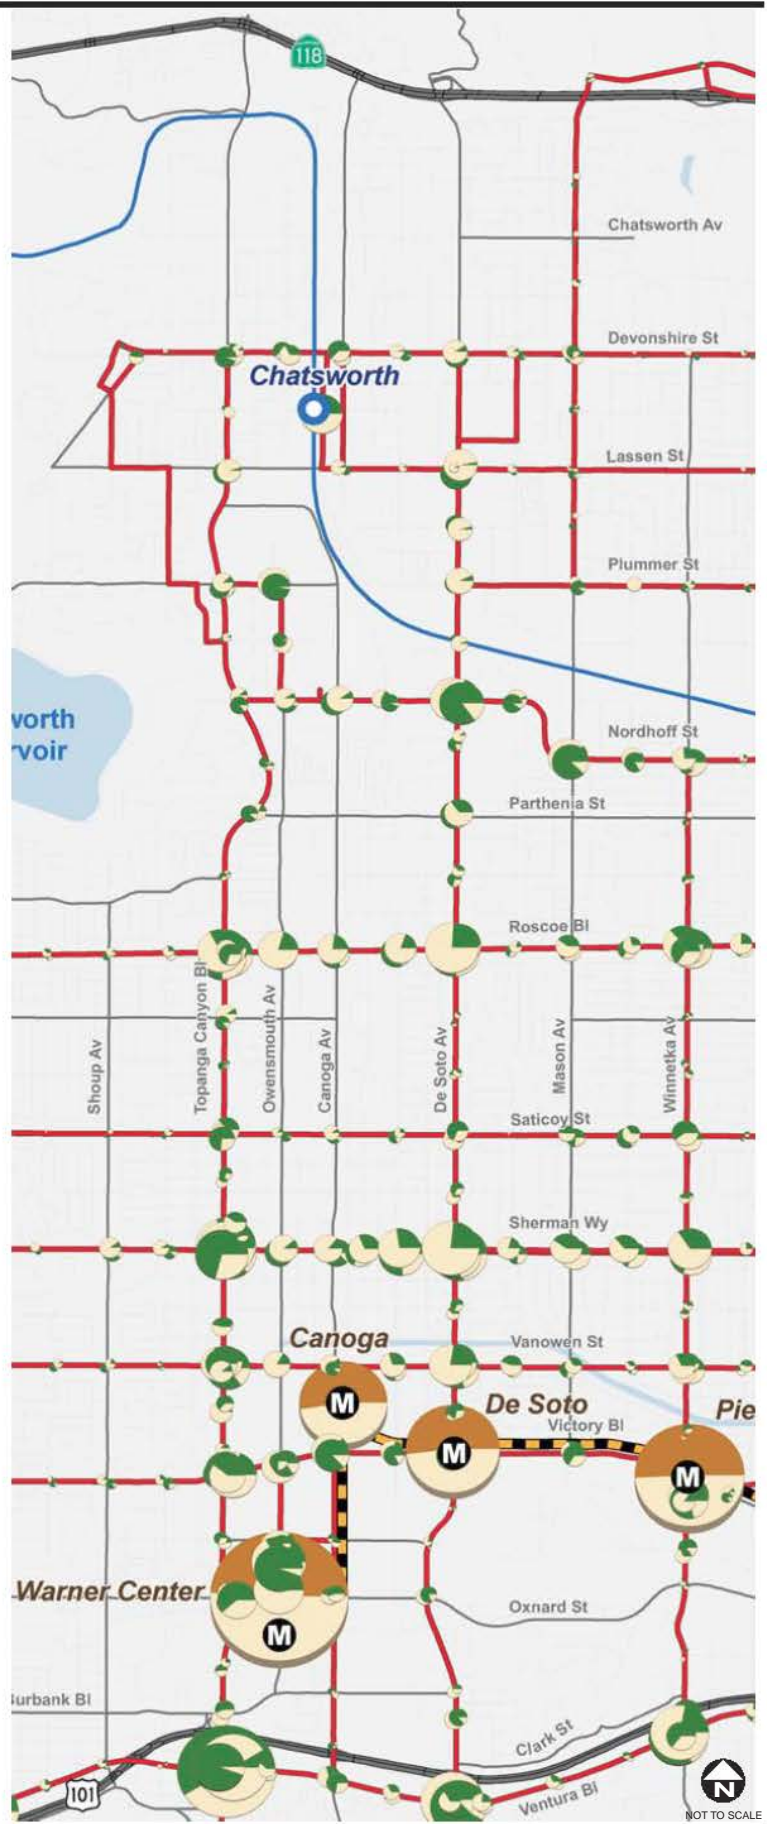 118
Chatsworth Av
Devonshire St
Chatsworth
Lassen St
Plummer St
worth
rvoir
Nordhoff St
Parthenia St
Roscoe Bl
Shoup Av
Topanga Canyon Bl
Owensmouth Av
Canoga Av
De Soto Av
Mason Av
Winnetka Av
Saticoy St
Sherman Wy
Canoga
Vanowen St
M
De Soto
Victory Bl
Pie
M
M
Warner Center
Oxnard St
M
urbank Bl
Clark St
101
Ventura Bl
N
NOT TO SCALE